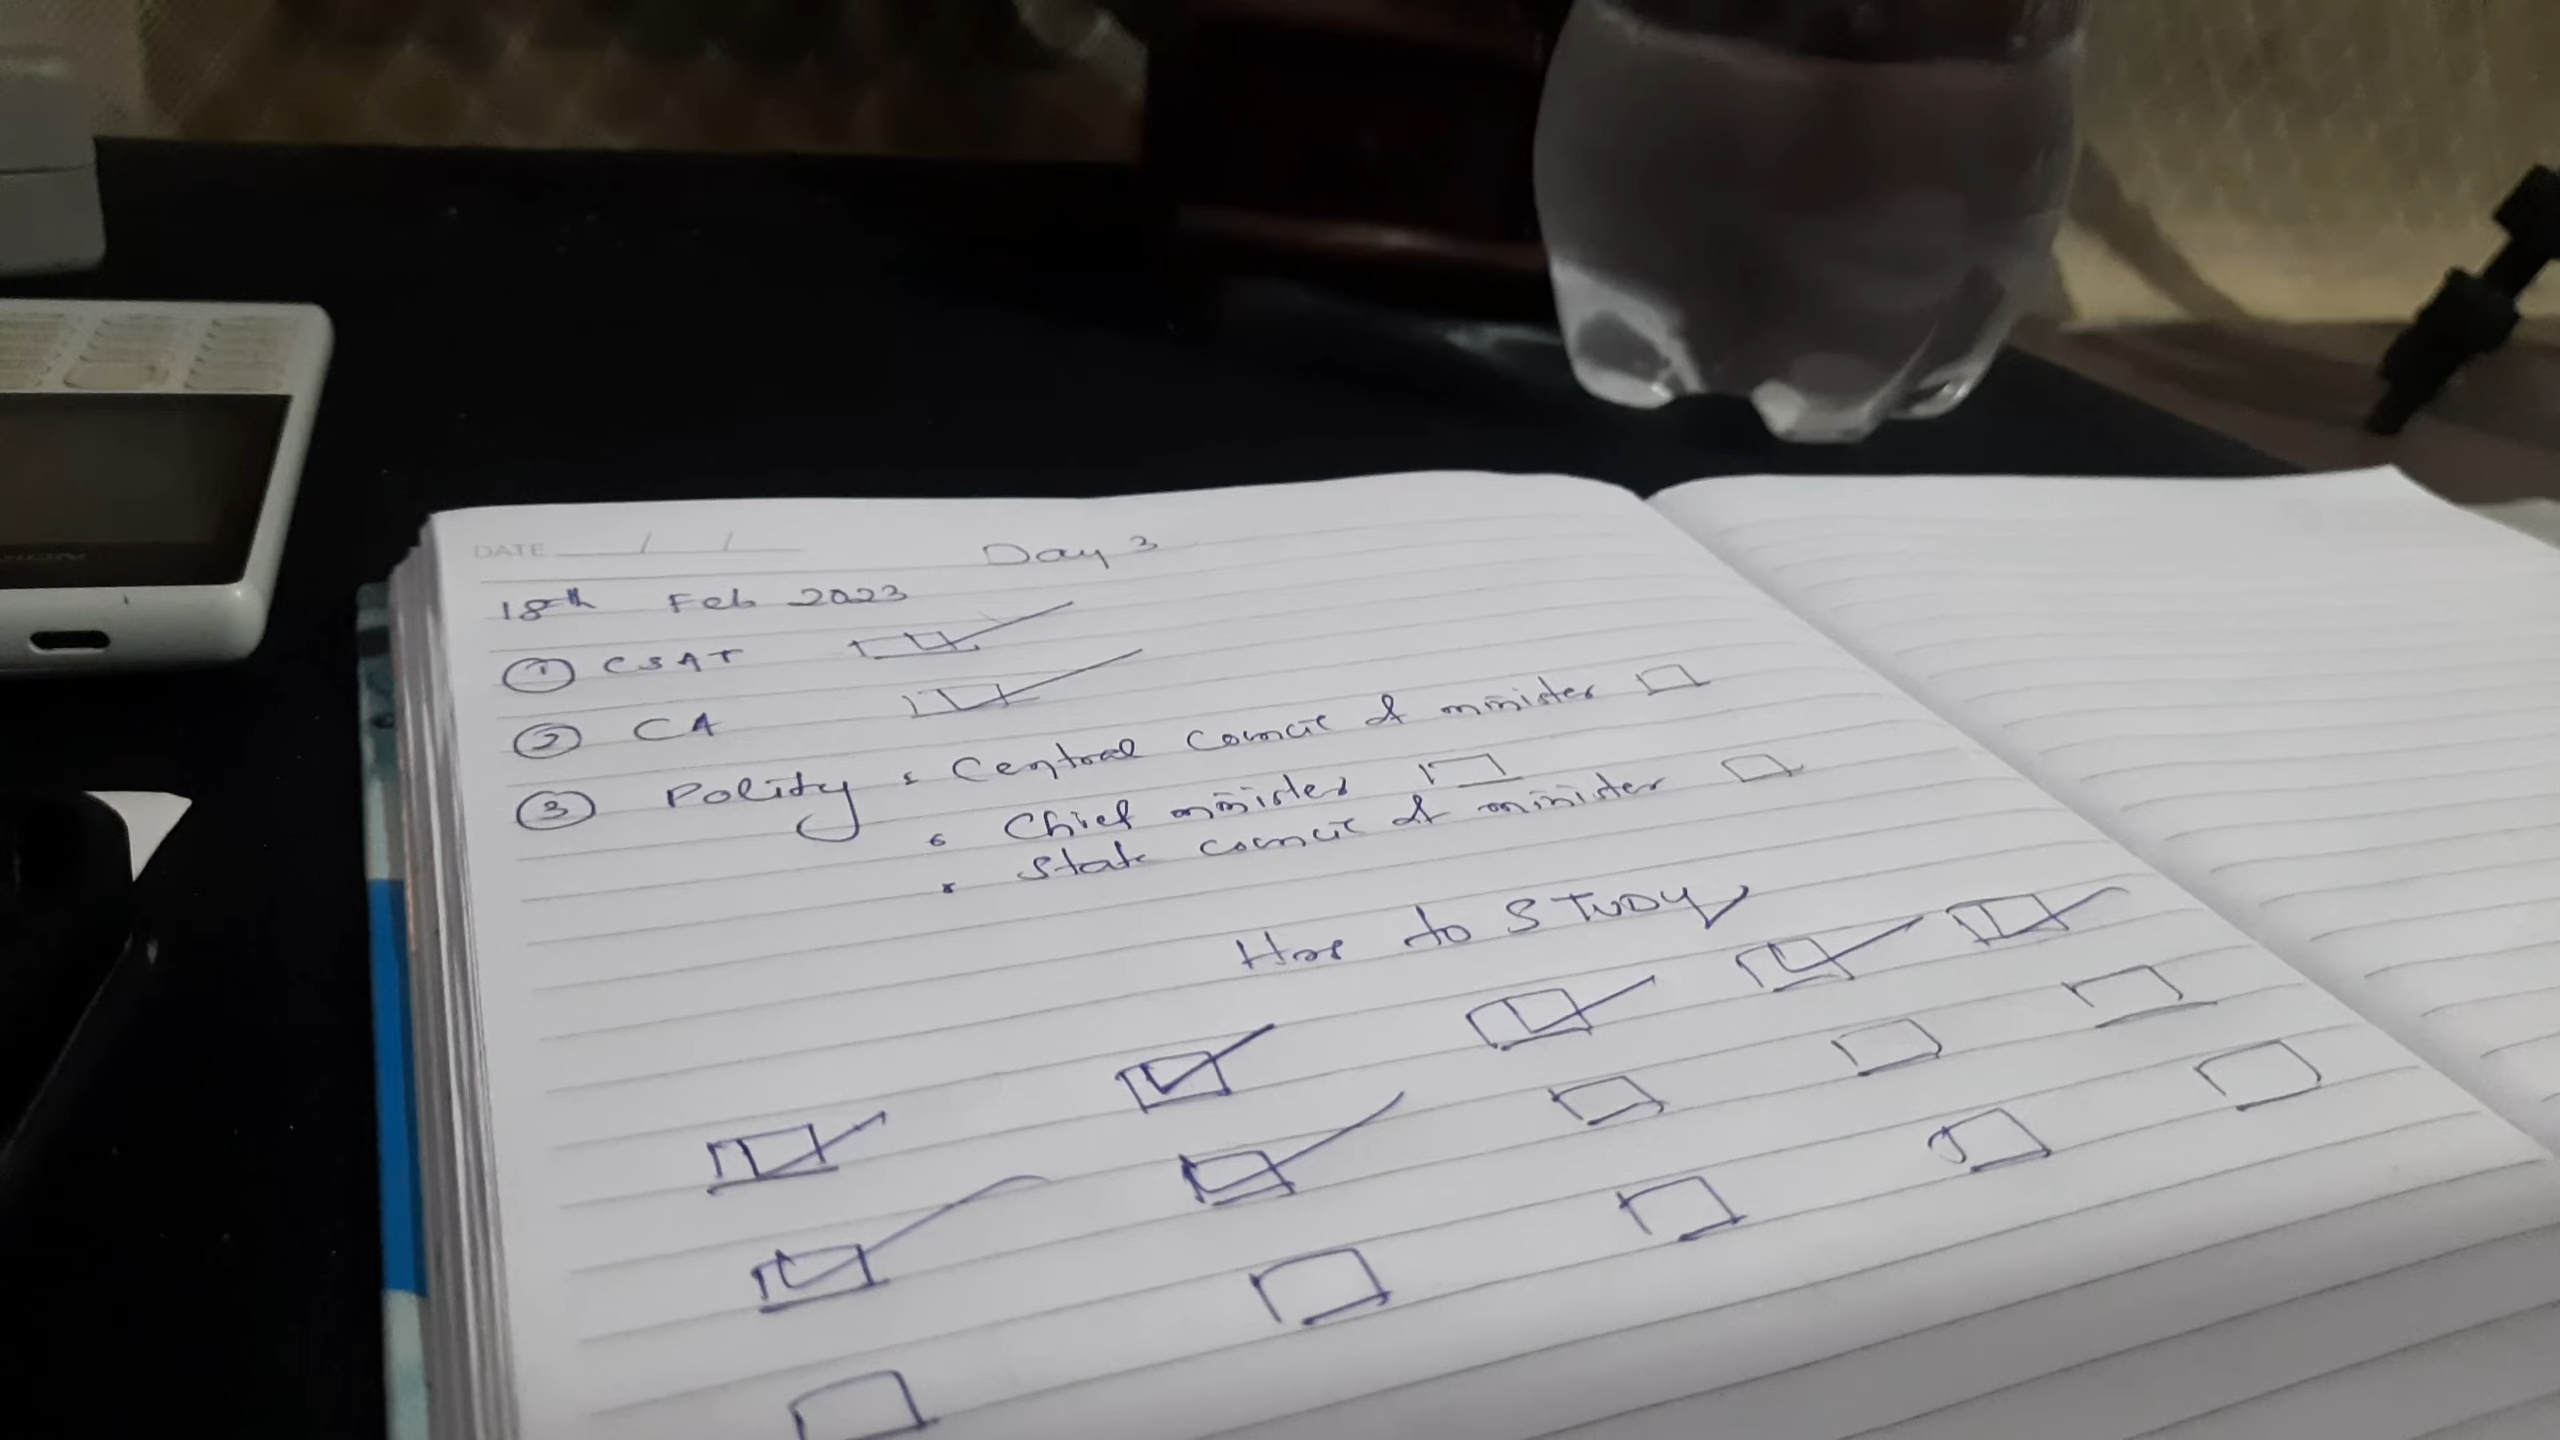 DATE / /
Day 3
18th Feb 2023
① CSAT
② CA
③ Polity • Central Council of minister
• Chief minister
• State council of minister
to STUDY